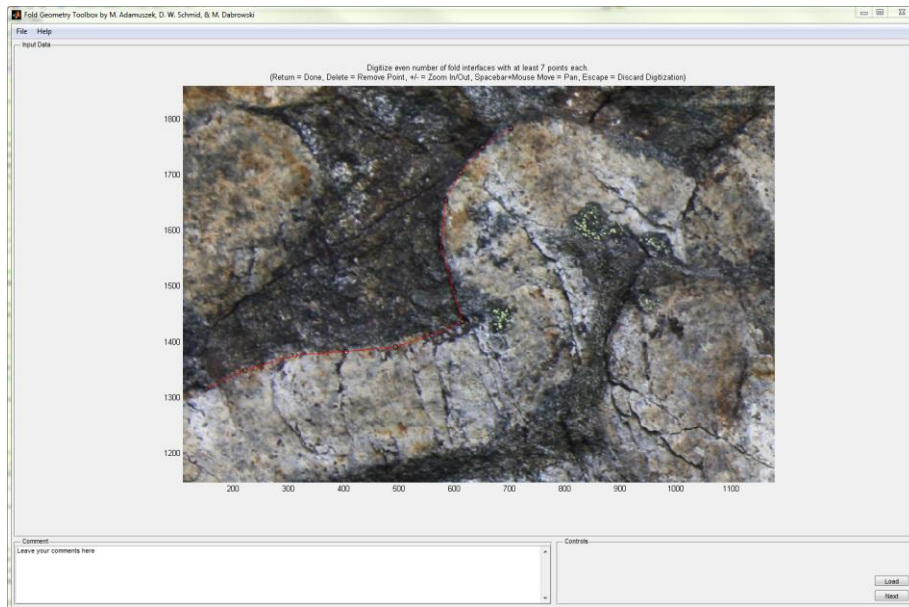 Fold Geometry Toolbox by M. Adamuszek, D. W. Schmid, & M. Dabrowski
File Help
Input Data
Digitize even number of fold interfaces with at least 7 points each.
(Return = Done, Delete = Remove Point, +/- = Zoom In/Out, Spacebar+Mouse Move = Pan, Escape = Discard Digitization)
1800
1700
1600
1500
1400
1300
1200
200 300 400 500 600 700 800 900 1000 1100
Comment
Leave your comments here
Controls
Load
Next